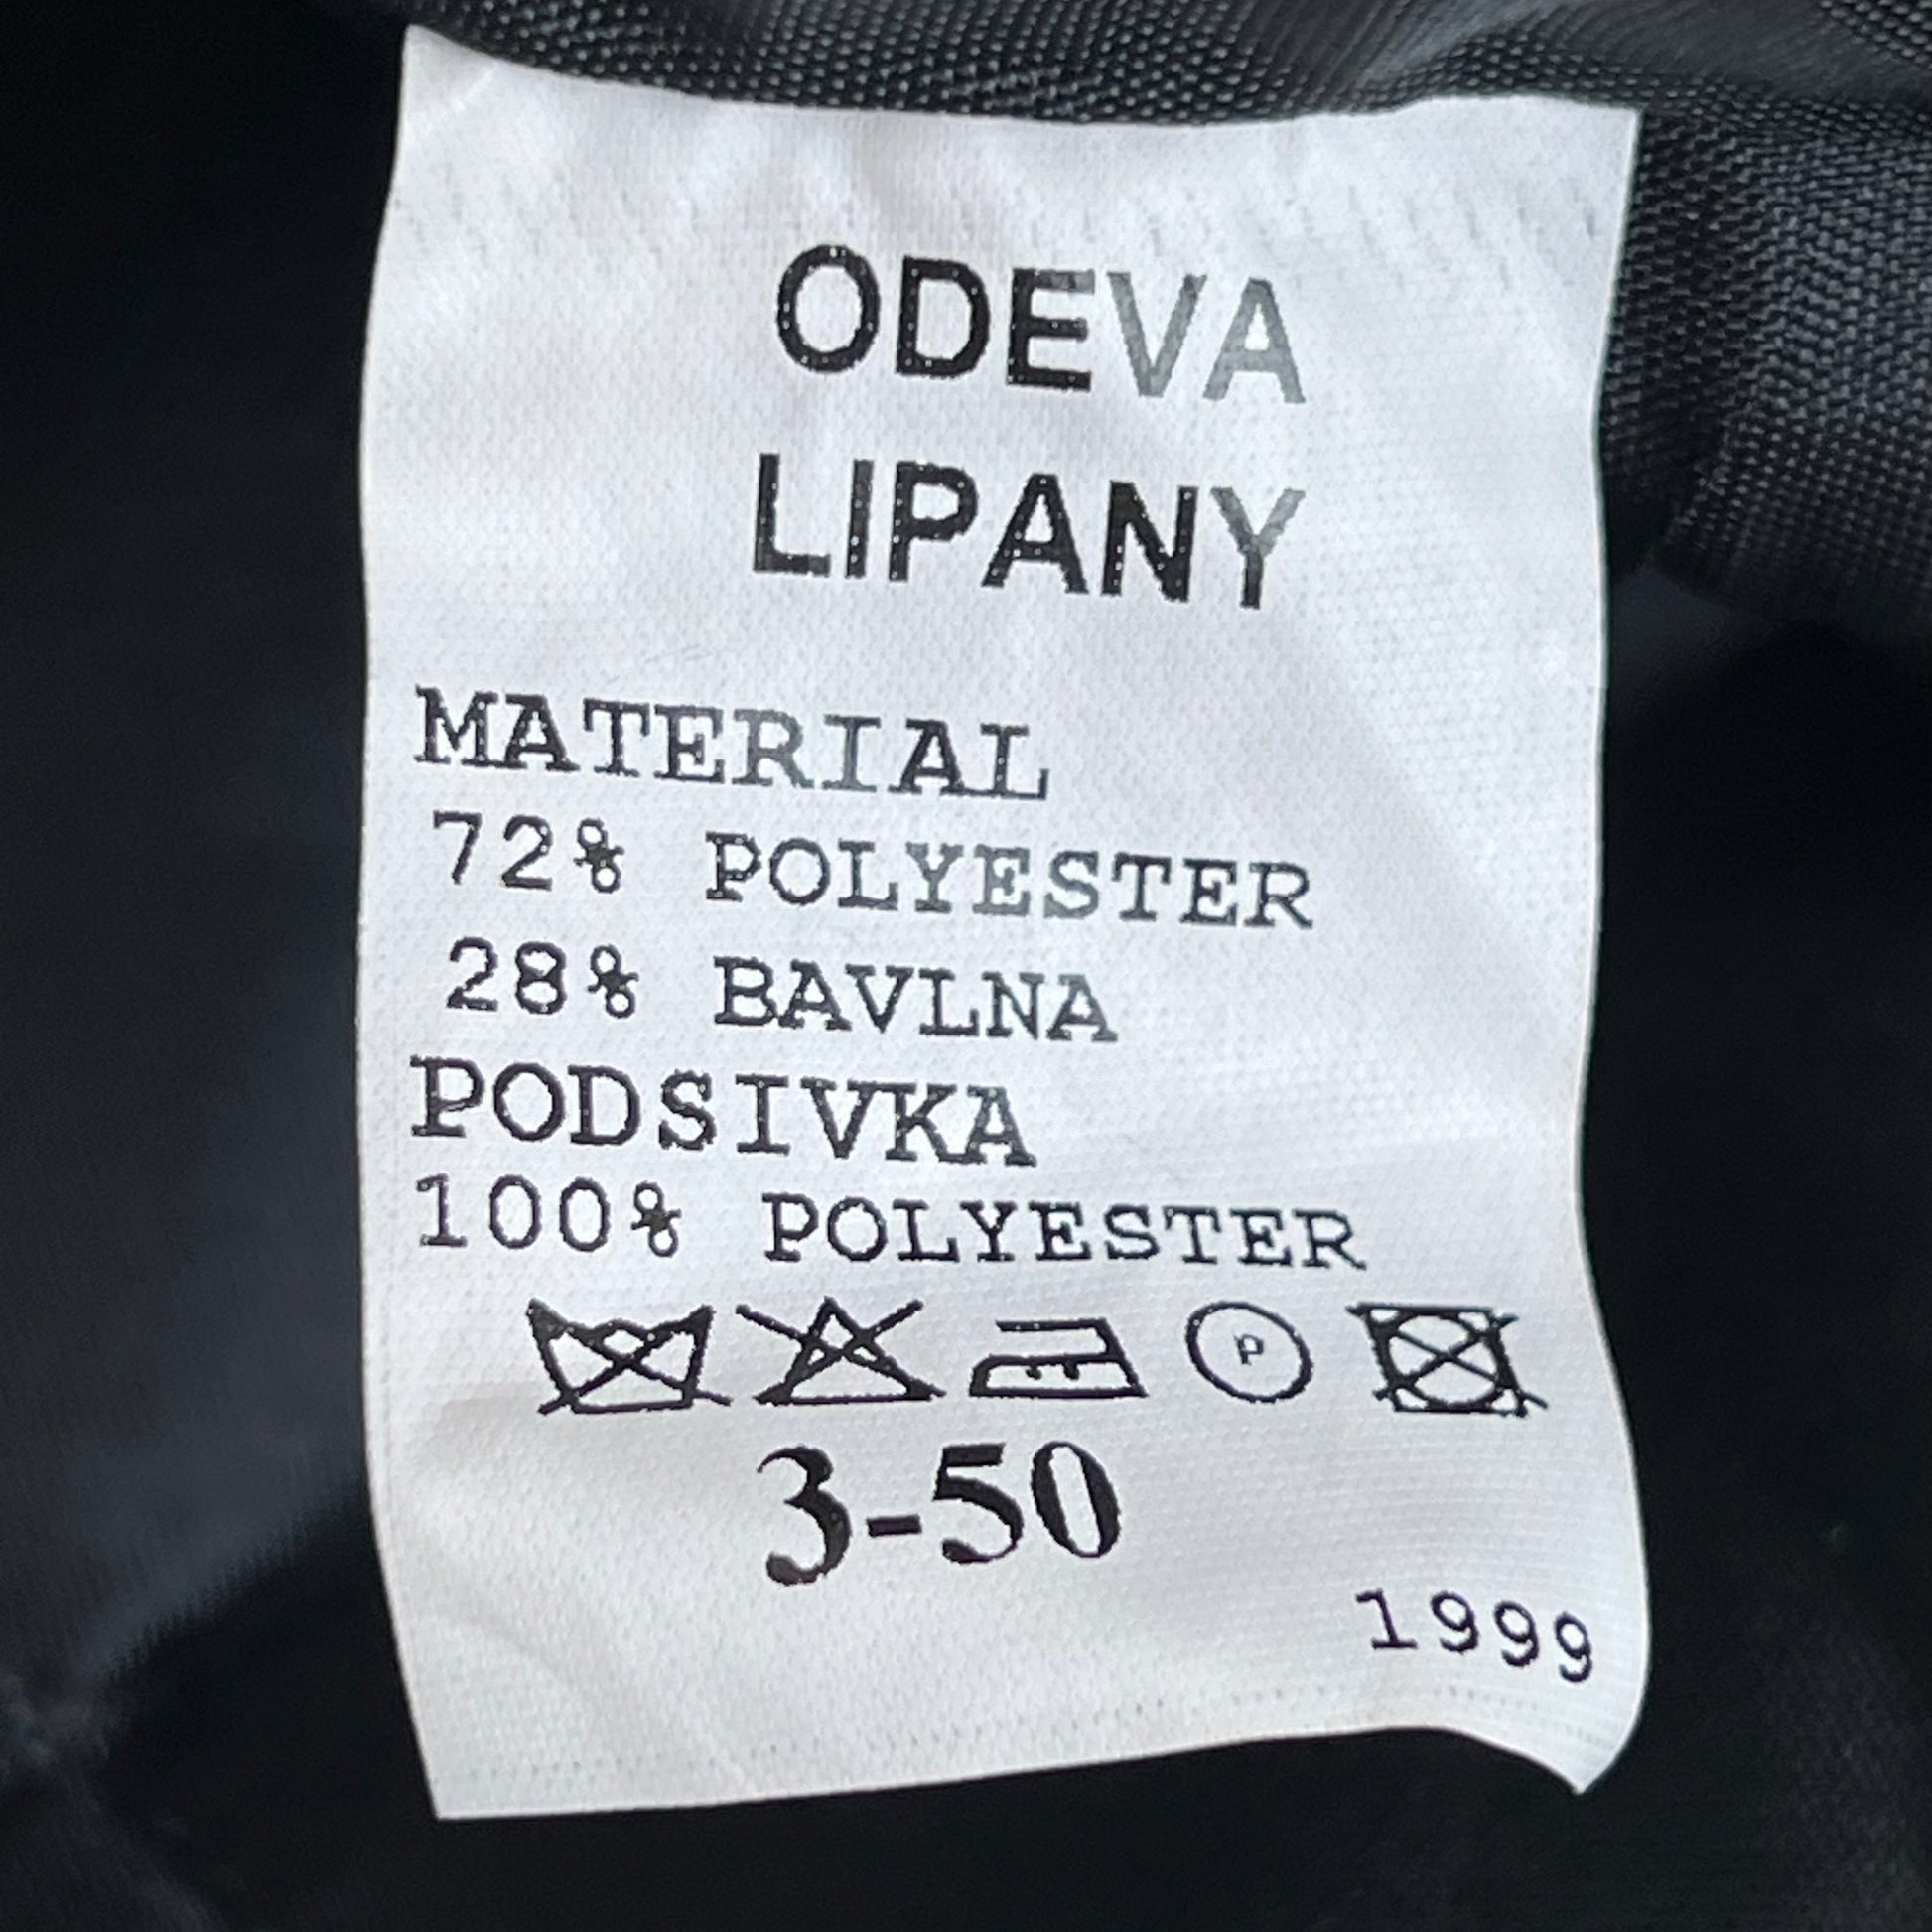 ODEVA
LIPANY
MATERIAL
72% POLYESTER
28% BAVLNA
PODSIVKA
100% POLYESTER
P
3-50
1999